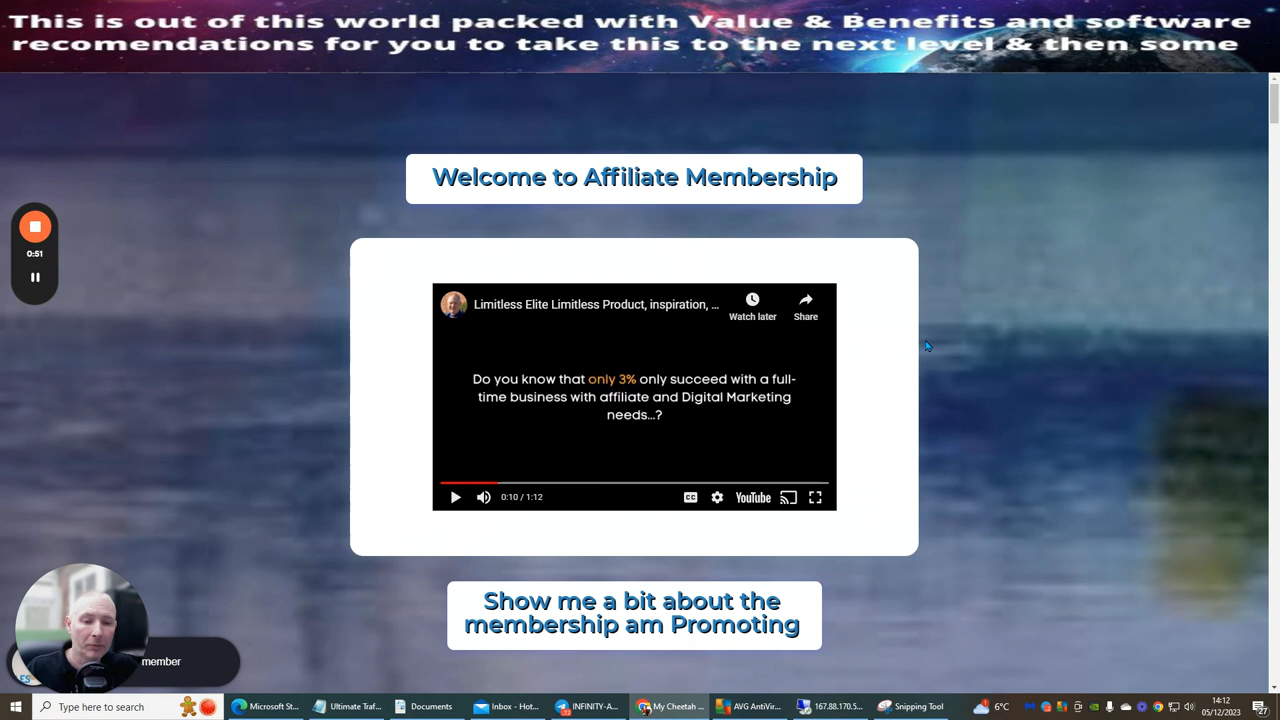 This is out of this world packed with Value & Benefits and software
recomendations for you to take this to the next level & then some
Welcome to Affiliate Membership
0:51
Limitless Elite Limitless Product, inspiration, ...
Watch later
Share
Do you know that only 3% only succeed with a full-
time business with affiliate and Digital Marketing
needs...?
0:10 / 1:12
CC
YouTube
Show me a bit about the
membership am Promoting
member
Type here to search
Microsoft St...
Ultimate Traf...
Documents
Inbox - Hot...
INFINITY-A...
My Cheetah ...
AVG AntiVir...
167.88.170.5...
Snipping Tool
6°C
14:12
05/12/2023
27